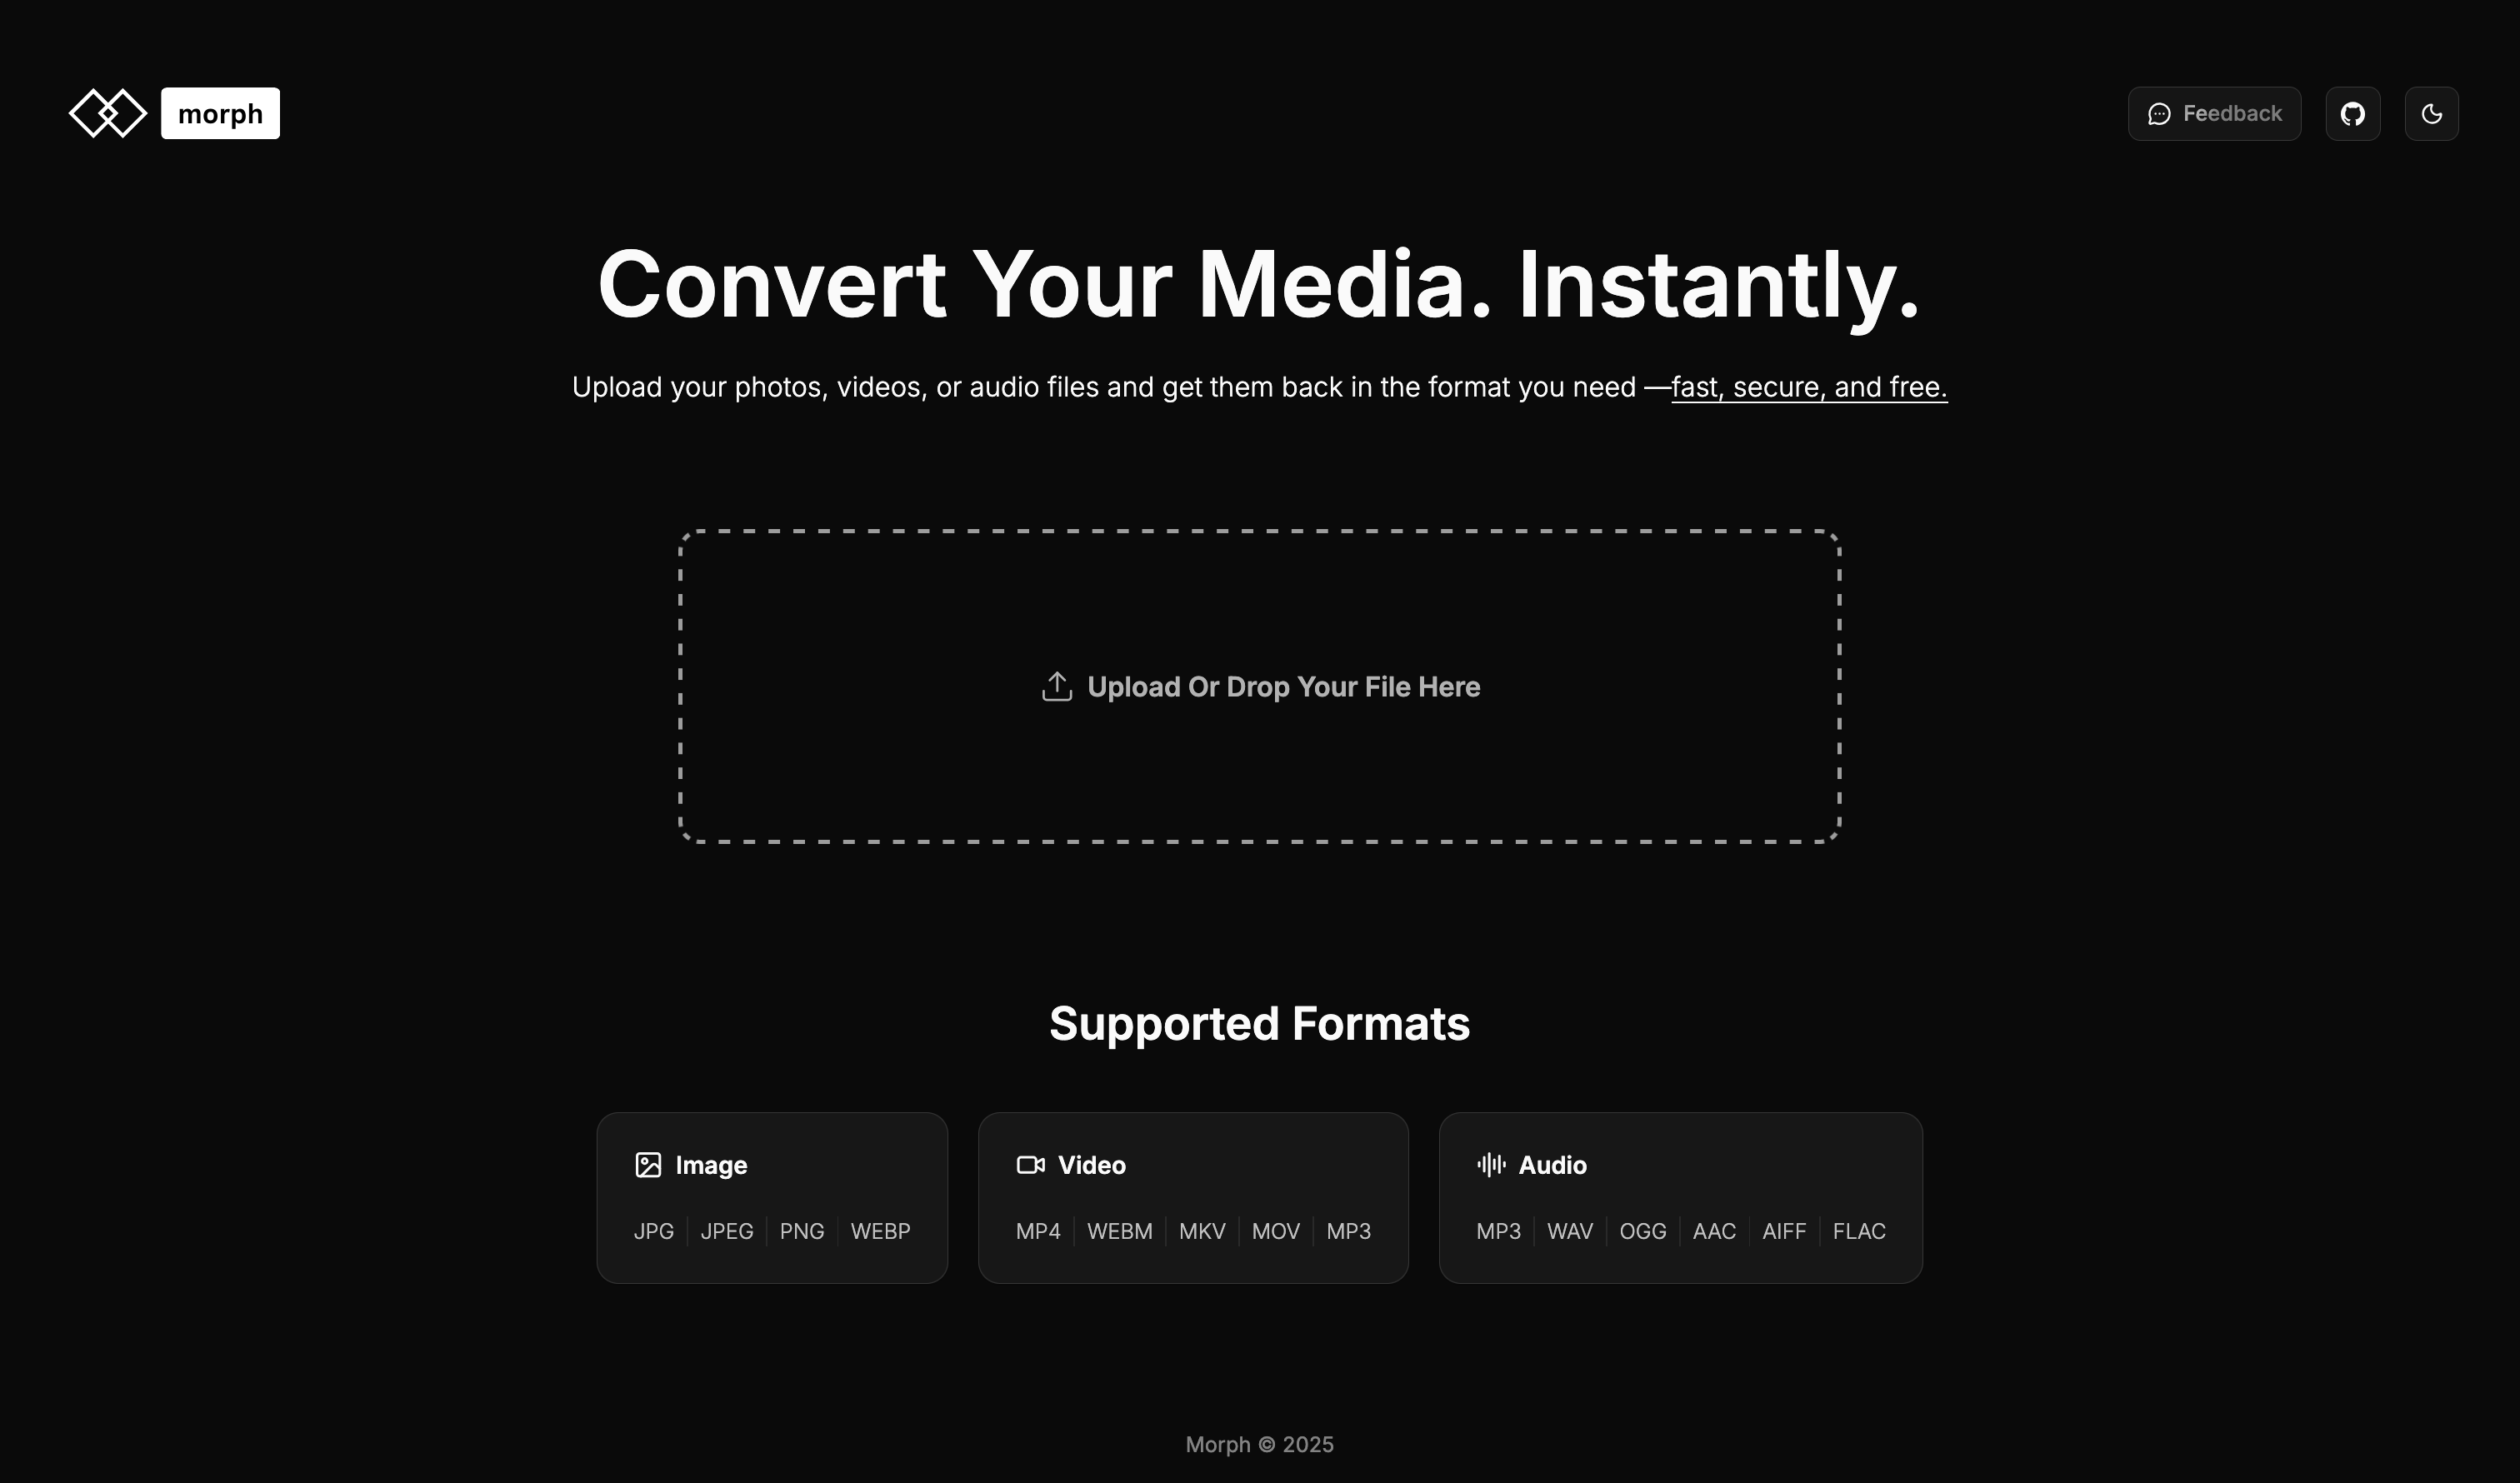 morph
Feedback
Convert Your Media. Instantly.
Upload your photos, videos, or audio files and get them back in the format you need —fast, secure, and free.
Upload Or Drop Your File Here
Supported Formats
Image
JPG JPEG PNG WEBP
Video
MP4 WEBM MKV MOV MP3
Audio
MP3 WAV OGG AAC AIFF FLAC
Morph © 2025